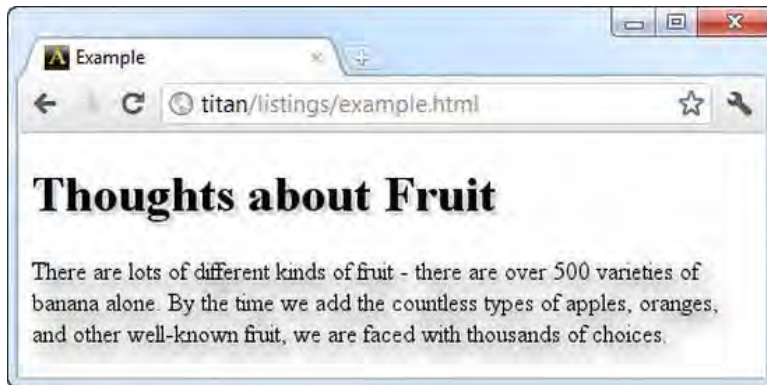 Example
titan/listings/example.html
Thoughts about Fruit
There are lots of different kinds of fruit - there are over 500 varieties of
banana alone. By the time we add the countless types of apples, oranges,
and other well-known fruit, we are faced with thousands of choices.